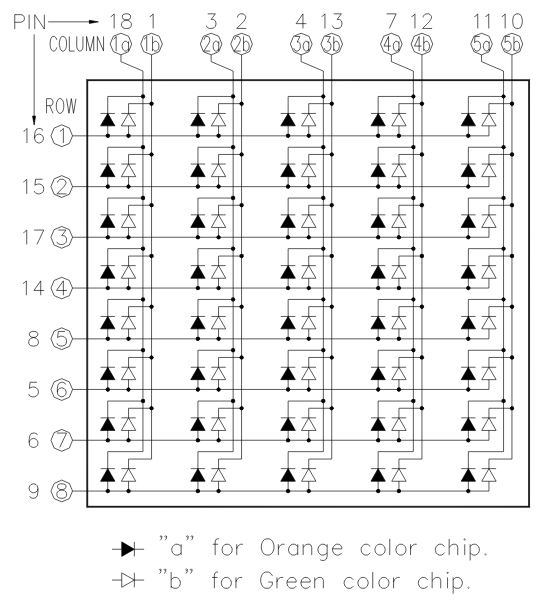 PIN 18 1 3 2 4 13 7 12 11 10
COLUMN 1a 1b 2a 2b 3a 3b 4a 4b 5a 5b
ROW
16 1
15 2
17 3
14 4
8 5
5 6
6 7
9 8
"a" for Orange color chip.
"b" for Green color chip.